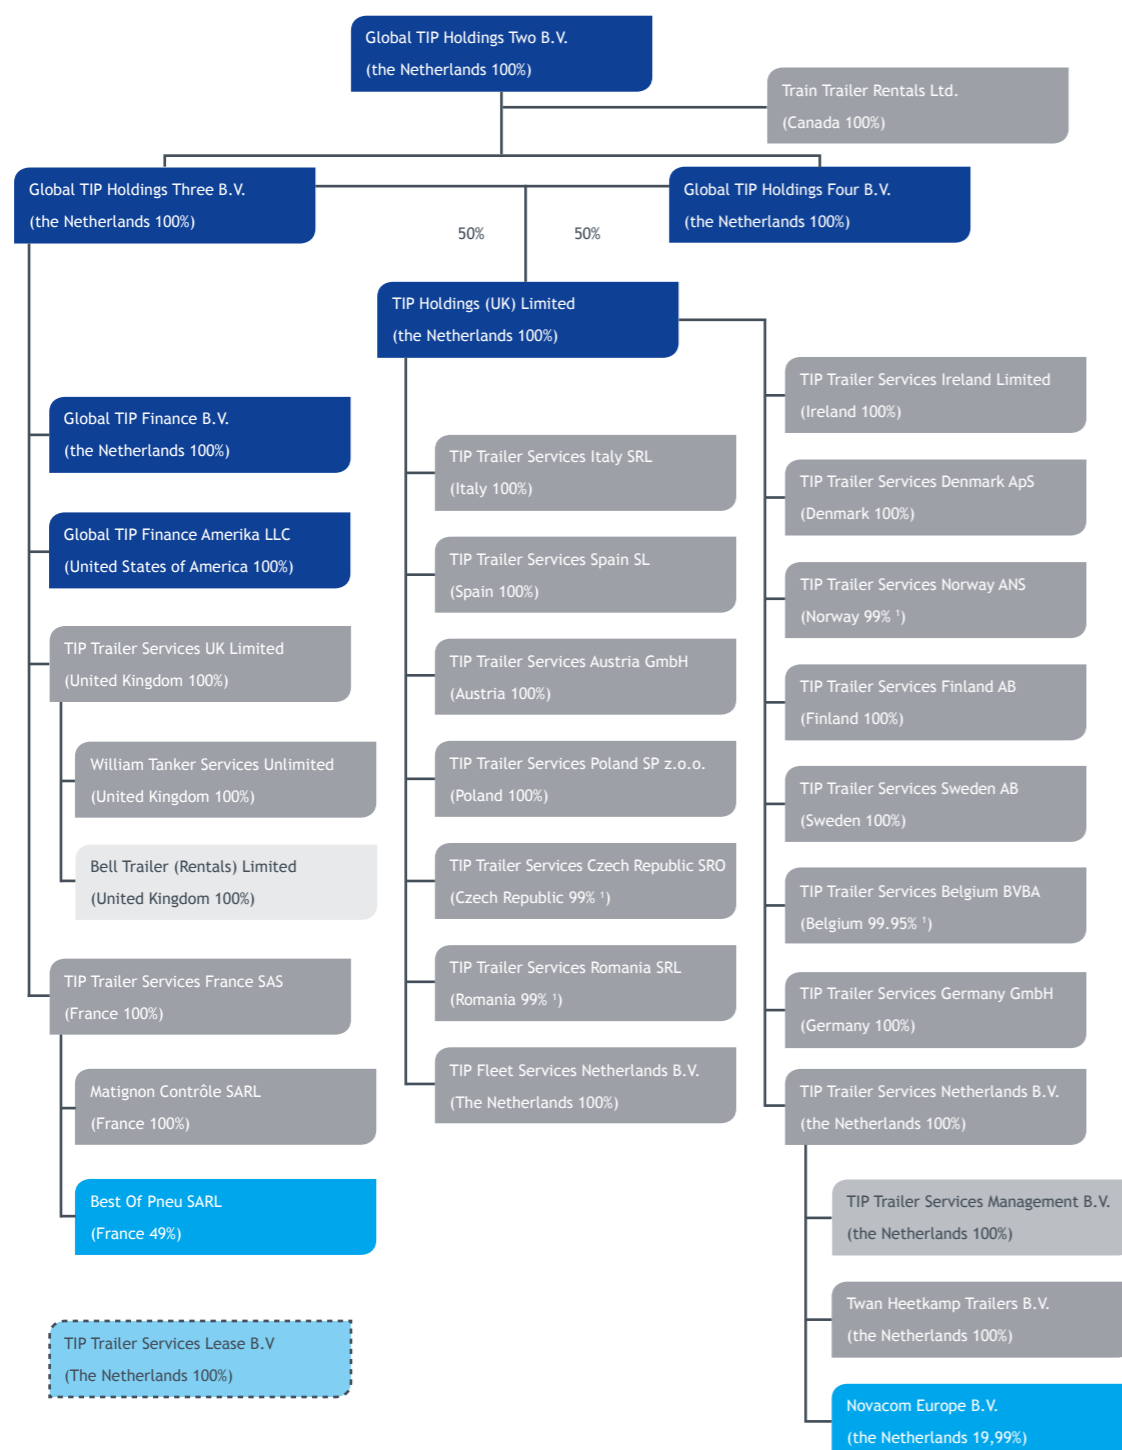 Global TIP Holdings Two B.V.
(the Netherlands 100%)
Train Trailer Rentals Ltd.
(Canada 100%)
Global TIP Holdings Three B.V.
(the Netherlands 100%)
Global TIP Holdings Four B.V.
(the Netherlands 100%)
50%
50%
TIP Holdings (UK) Limited
(the Netherlands 100%)
Global TIP Finance B.V.
(the Netherlands 100%)
Global TIP Finance Amerika LLC
(United States of America 100%)
TIP Trailer Services UK Limited
(United Kingdom 100%)
William Tanker Services Unlimited
(United Kingdom 100%)
Bell Trailer (Rentals) Limited
(United Kingdom 100%)
TIP Trailer Services France SAS
(France 100%)
Matignon Contrôle SARL
(France 100%)
Best Of Pneu SARL
(France 49%)
TIP Trailer Services Lease B.V
(The Netherlands 100%)
TIP Trailer Services Italy SRL
(Italy 100%)
TIP Trailer Services Spain SL
(Spain 100%)
TIP Trailer Services Austria GmbH
(Austria 100%)
TIP Trailer Services Poland SP z.o.o.
(Poland 100%)
TIP Trailer Services Czech Republic SRO
(Czech Republic 99% ¹)
TIP Trailer Services Romania SRL
(Romania 99% ¹)
TIP Fleet Services Netherlands B.V.
(The Netherlands 100%)
TIP Trailer Services Ireland Limited
(Ireland 100%)
TIP Trailer Services Denmark ApS
(Denmark 100%)
TIP Trailer Services Norway ANS
(Norway 99% ¹)
TIP Trailer Services Finland AB
(Finland 100%)
TIP Trailer Services Sweden AB
(Sweden 100%)
TIP Trailer Services Belgium BVBA
(Belgium 99.95% ¹)
TIP Trailer Services Germany GmbH
(Germany 100%)
TIP Trailer Services Netherlands B.V.
(the Netherlands 100%)
TIP Trailer Services Management B.V.
(the Netherlands 100%)
Twan Heetkamp Trailers B.V.
(the Netherlands 100%)
Novacom Europe B.V.
(the Netherlands 19,99%)